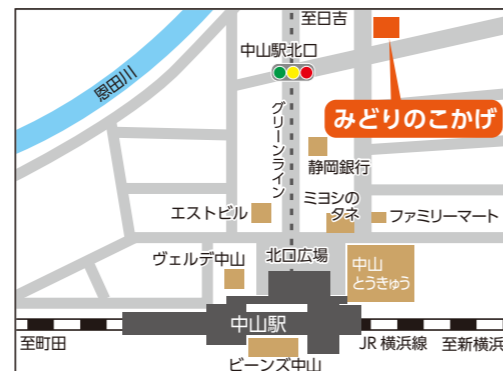 至日吉
中山駅北口
恩田川
グリーンライン
みどりのこかげ
静岡銀行
エストビル
ミヨシの
タネ
ファミリーマート
ヴェルデ中山
北口広場
中山
とうきゅう
中山駅
至町田
JR 横浜線
至新横浜
ビーンズ中山